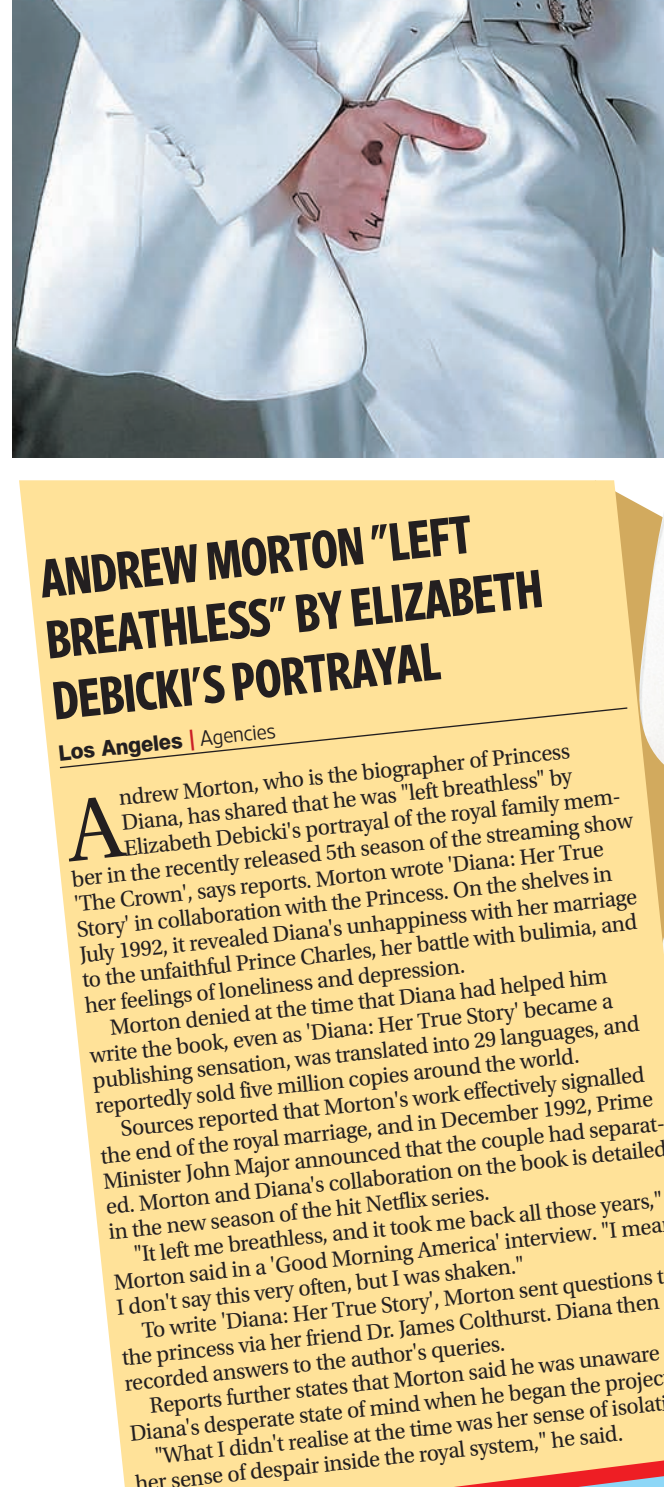 ANDREW MORTON "LEFT
BREATHLESS" BY ELIZABETH
DEBICKI'S PORTRAYAL
Los Angeles | Agencies
Andrew Morton, who is the biographer of Princess
Diana, has shared that he was "left breathless" by
Elizabeth Debicki's portrayal of the royal family mem-
ber in the recently released 5th season of the streaming show
'The Crown', says reports. Morton wrote 'Diana: Her True
Story' in collaboration with the Princess. On the shelves in
July 1992, it revealed Diana's unhappiness with her marriage
to the unfaithful Prince Charles, her battle with bulimia, and
her feelings of loneliness and depression.
Morton denied at the time that Diana had helped him
write the book, even as 'Diana: Her True Story' became a
publishing sensation, was translated into 29 languages, and
reportedly sold five million copies around the world.
Sources reported that Morton's work effectively signalled
the end of the royal marriage, and in December 1992, Prime
Minister John Major announced that the couple had separat-
ed. Morton and Diana's collaboration on the book is detailed
in the new season of the hit Netflix series.
"It left me breathless, and it took me back all those years,"
Morton said in a 'Good Morning America' interview. "I mean
I don't say this very often, but I was shaken."
To write 'Diana: Her True Story', Morton sent questions
the princess via her friend Dr. James Colthurst. Diana then
recorded answers to the author's queries.
Reports further states that Morton said he was unaware
Diana's desperate state of mind when he began the project
"What I didn't realise at the time was her sense of
her sense of despair inside the royal system," he said.